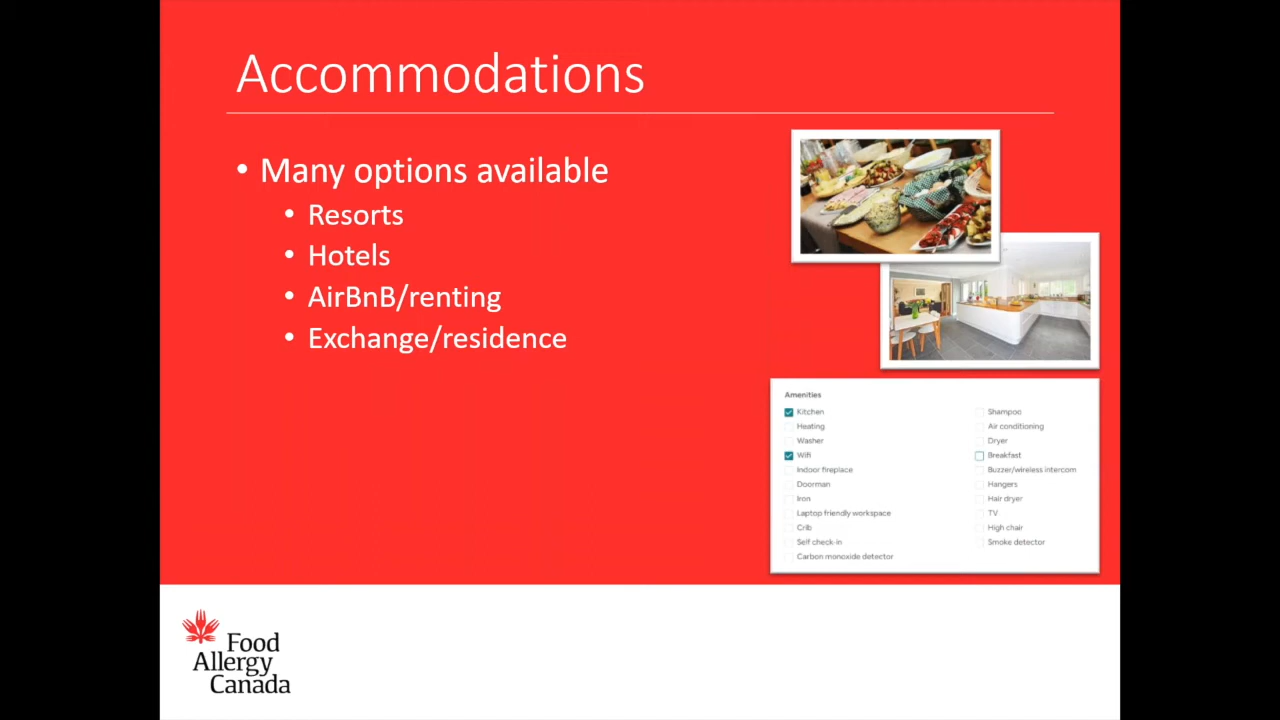 Accommodations
• Many options available
• Resorts
• Hotels
• AirBnB/renting
• Exchange/residence
Amenities
Kitchen
Heating
Washer
Wifi
Indoor fireplace
Doorman
Iron
Laptop friendly workspace
Crib
Self check-in
Carbon monoxide detector
Shampoo
Air conditioning
Dryer
Breakfast
Buzzer/wireless intercom
Hangers
Hair dryer
TV
High chair
Smoke detector
Food
Allergy
Canada